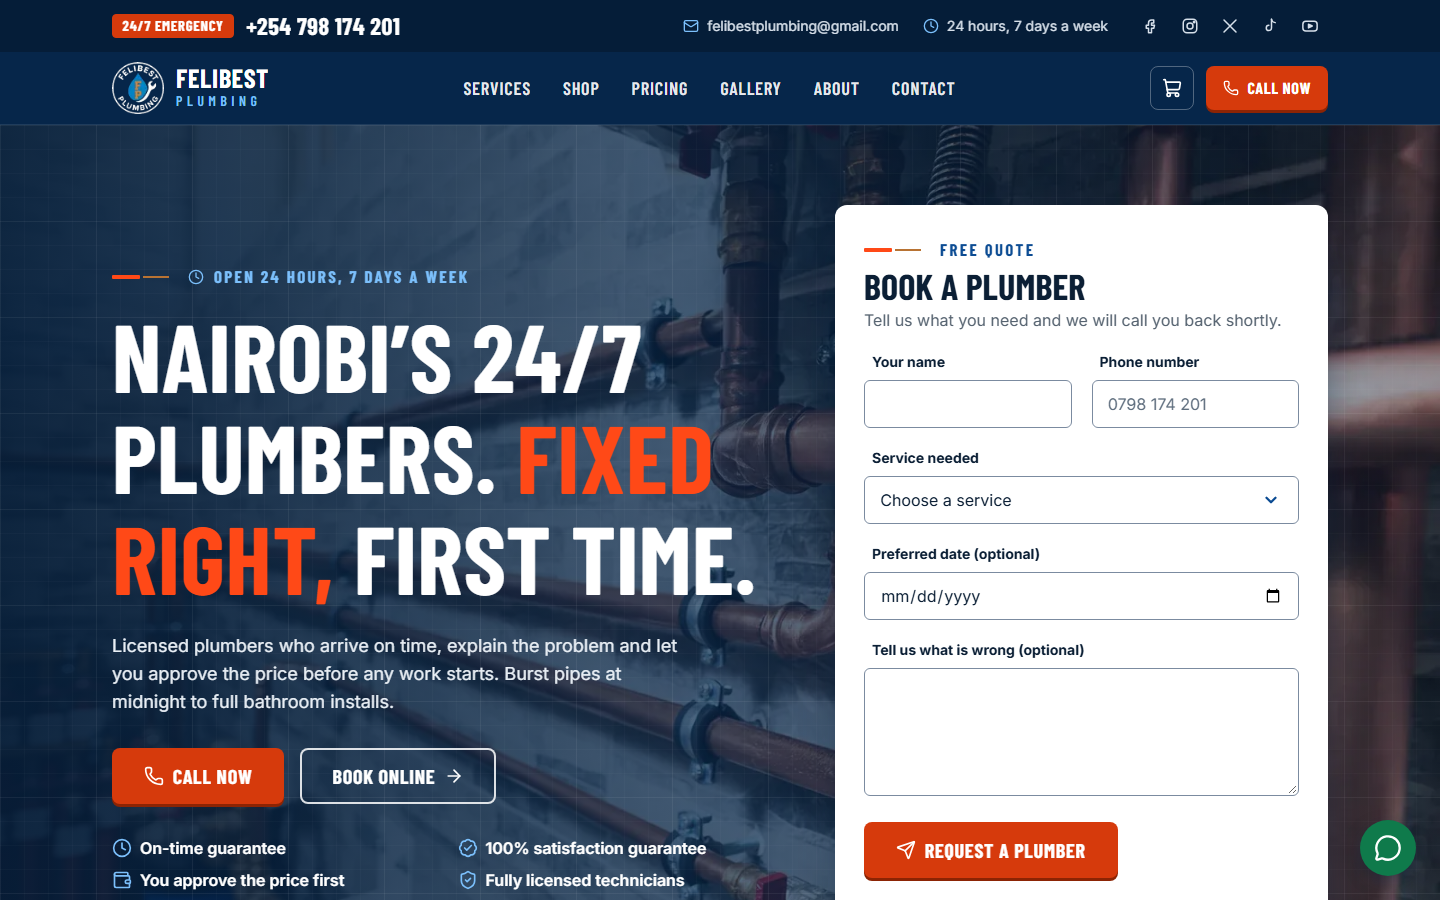 24/7 EMERGENCY +254 798 174 201
felibestplumbing@gmail.com
24 hours, 7 days a week
FELIBEST
PLUMBING
FELIBEST
PLUMBING
SERVICES SHOP PRICING GALLERY ABOUT CONTACT
CALL NOW
OPEN 24 HOURS, 7 DAYS A WEEK
NAIROBI’S 24/7
PLUMBERS. FIXED
RIGHT, FIRST TIME.
Licensed plumbers who arrive on time, explain the problem and let
you approve the price before any work starts. Burst pipes at
midnight to full bathroom installs.
CALL NOW
BOOK ONLINE
On-time guarantee
100% satisfaction guarantee
You approve the price first
Fully licensed technicians
FREE QUOTE
BOOK A PLUMBER
Tell us what you need and we will call you back shortly.
Your name
Phone number
0798 174 201
Service needed
Choose a service
Preferred date (optional)
mm/dd/yyyy
Tell us what is wrong (optional)
REQUEST A PLUMBER